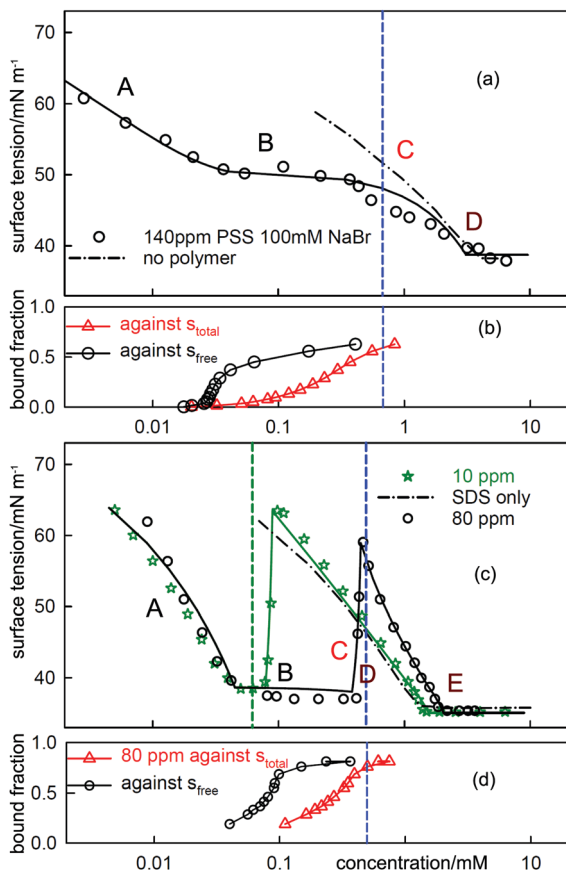 70
60
50
40
surface tension/mN m-1
A
B
C
D
(a)
140ppm PSS 100mM NaBr
no polymer
1.0
0.5
0.0
bound fraction
against stotal
against sfree
(b)
0.01 0.1 1 10
70
60
50
40
surface tension/mN m-1
10 ppm
SDS only
80 ppm
(c)
A
B
C
D
E
1.0
0.5
0.0
bound fraction
80 ppm against stotal
against sfree
(d)
0.01 0.1 concentration/mM 10